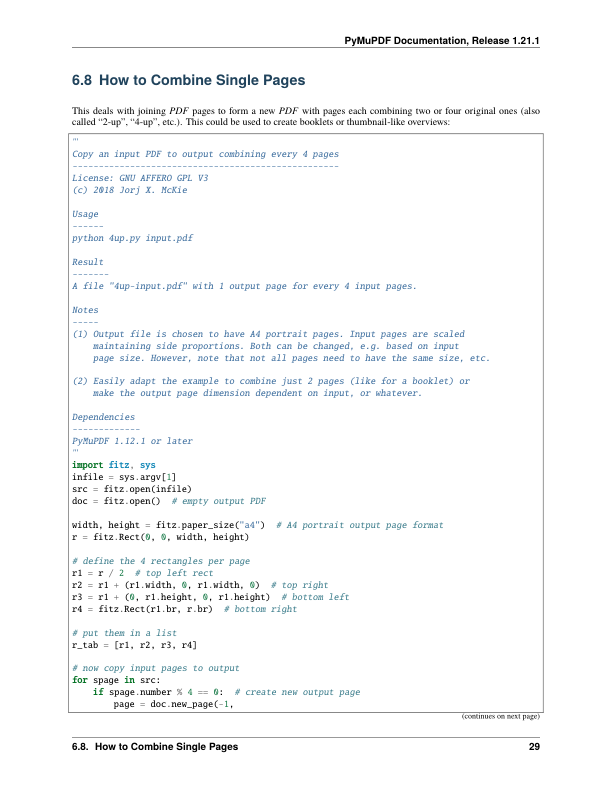 PyMuPDF Documentation, Release 1.21.1
6.8 How to Combine Single Pages
This deals with joining PDF pages to form a new PDF with pages each combining two or four original ones (also
called “2-up”, “4-up”, etc.). This could be used to create booklets or thumbnail-like overviews:
'''
Copy an input PDF to output combining every 4 pages
---------------------------------------------------
License: GNU AFFERO GPL V3
(c) 2018 Jorj X. McKie

Usage
------
python 4up.py input.pdf

Result
-------
A file "4up-input.pdf" with 1 output page for every 4 input pages.

Notes
-----
(1) Output file is chosen to have A4 portrait pages. Input pages are scaled
    maintaining side proportions. Both can be changed, e.g. based on input
    page size. However, note that not all pages need to have the same size, etc.

(2) Easily adapt the example to combine just 2 pages (like for a booklet) or
    make the output page dimension dependent on input, or whatever.

Dependencies
-------------
PyMuPDF 1.12.1 or later
'''
import fitz, sys
infile = sys.argv[1]
src = fitz.open(infile)
doc = fitz.open()  # empty output PDF

width, height = fitz.paper_size("a4")  # A4 portrait output page format
r = fitz.Rect(0, 0, width, height)

# define the 4 rectangles per page
r1 = r / 2  # top left rect
r2 = r1 + (r1.width, 0, r1.width, 0)  # top right
r3 = r1 + (0, r1.height, 0, r1.height)  # bottom left
r4 = fitz.Rect(r1.br, r.br)  # bottom right

# put them in a list
r_tab = [r1, r2, r3, r4]

# now copy input pages to output
for spage in src:
    if spage.number % 4 == 0:  # create new output page
        page = doc.new_page(-1,
(continues on next page)
6.8. How to Combine Single Pages 29